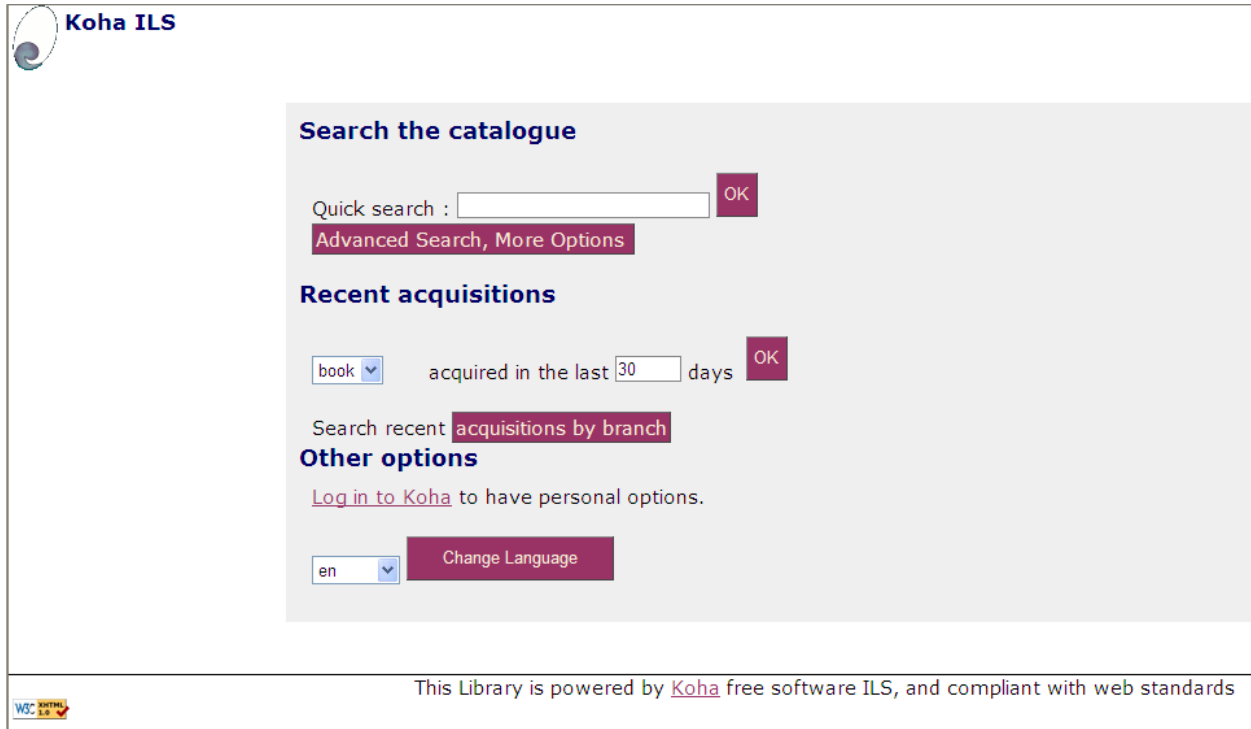 Koha ILS
Search the catalogue
Quick search : OK
Advanced Search, More Options
Recent acquisitions
book acquired in the last 30 days OK
Search recent acquisitions by branch
Other options
Log in to Koha to have personal options.
en Change Language
This Library is powered by Koha free software ILS, and compliant with web standards
W3C XHTML 1.0